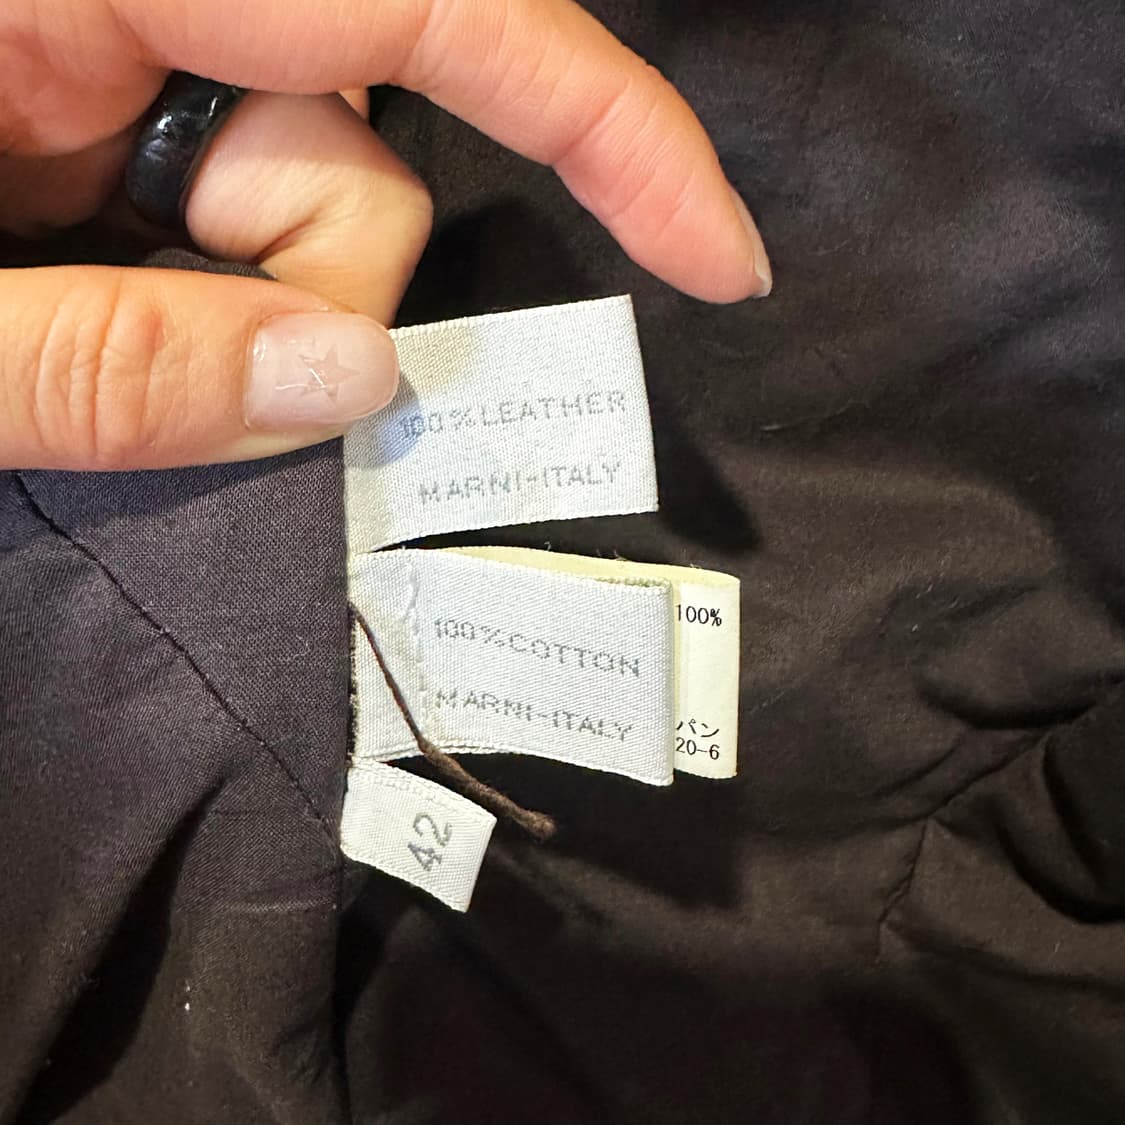 100%LEATHER
MARNI-ITALY
100%COTTON
MARNI-ITALY
100%
パン
20-6
42